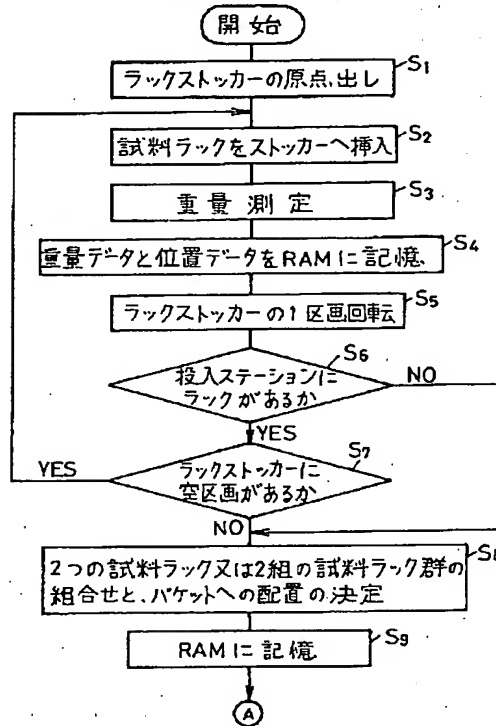 開始
ラックストッカーの原点出し
S1
試料ラックをストッカーへ挿入
S2
重量測定
S3
重量データと位置データをRAMに記憶
S4
ラックストッカーの1区画回転
S5
投入ステーションに
ラックがあるか
S6
NO
YES
ラックストッカーに
空区画があるか
S7
YES
NO
2つの試料ラック又は2組の試料ラック群の
組合せと、バケットへの配置の決定
S8
RAMに記憶
S9
A